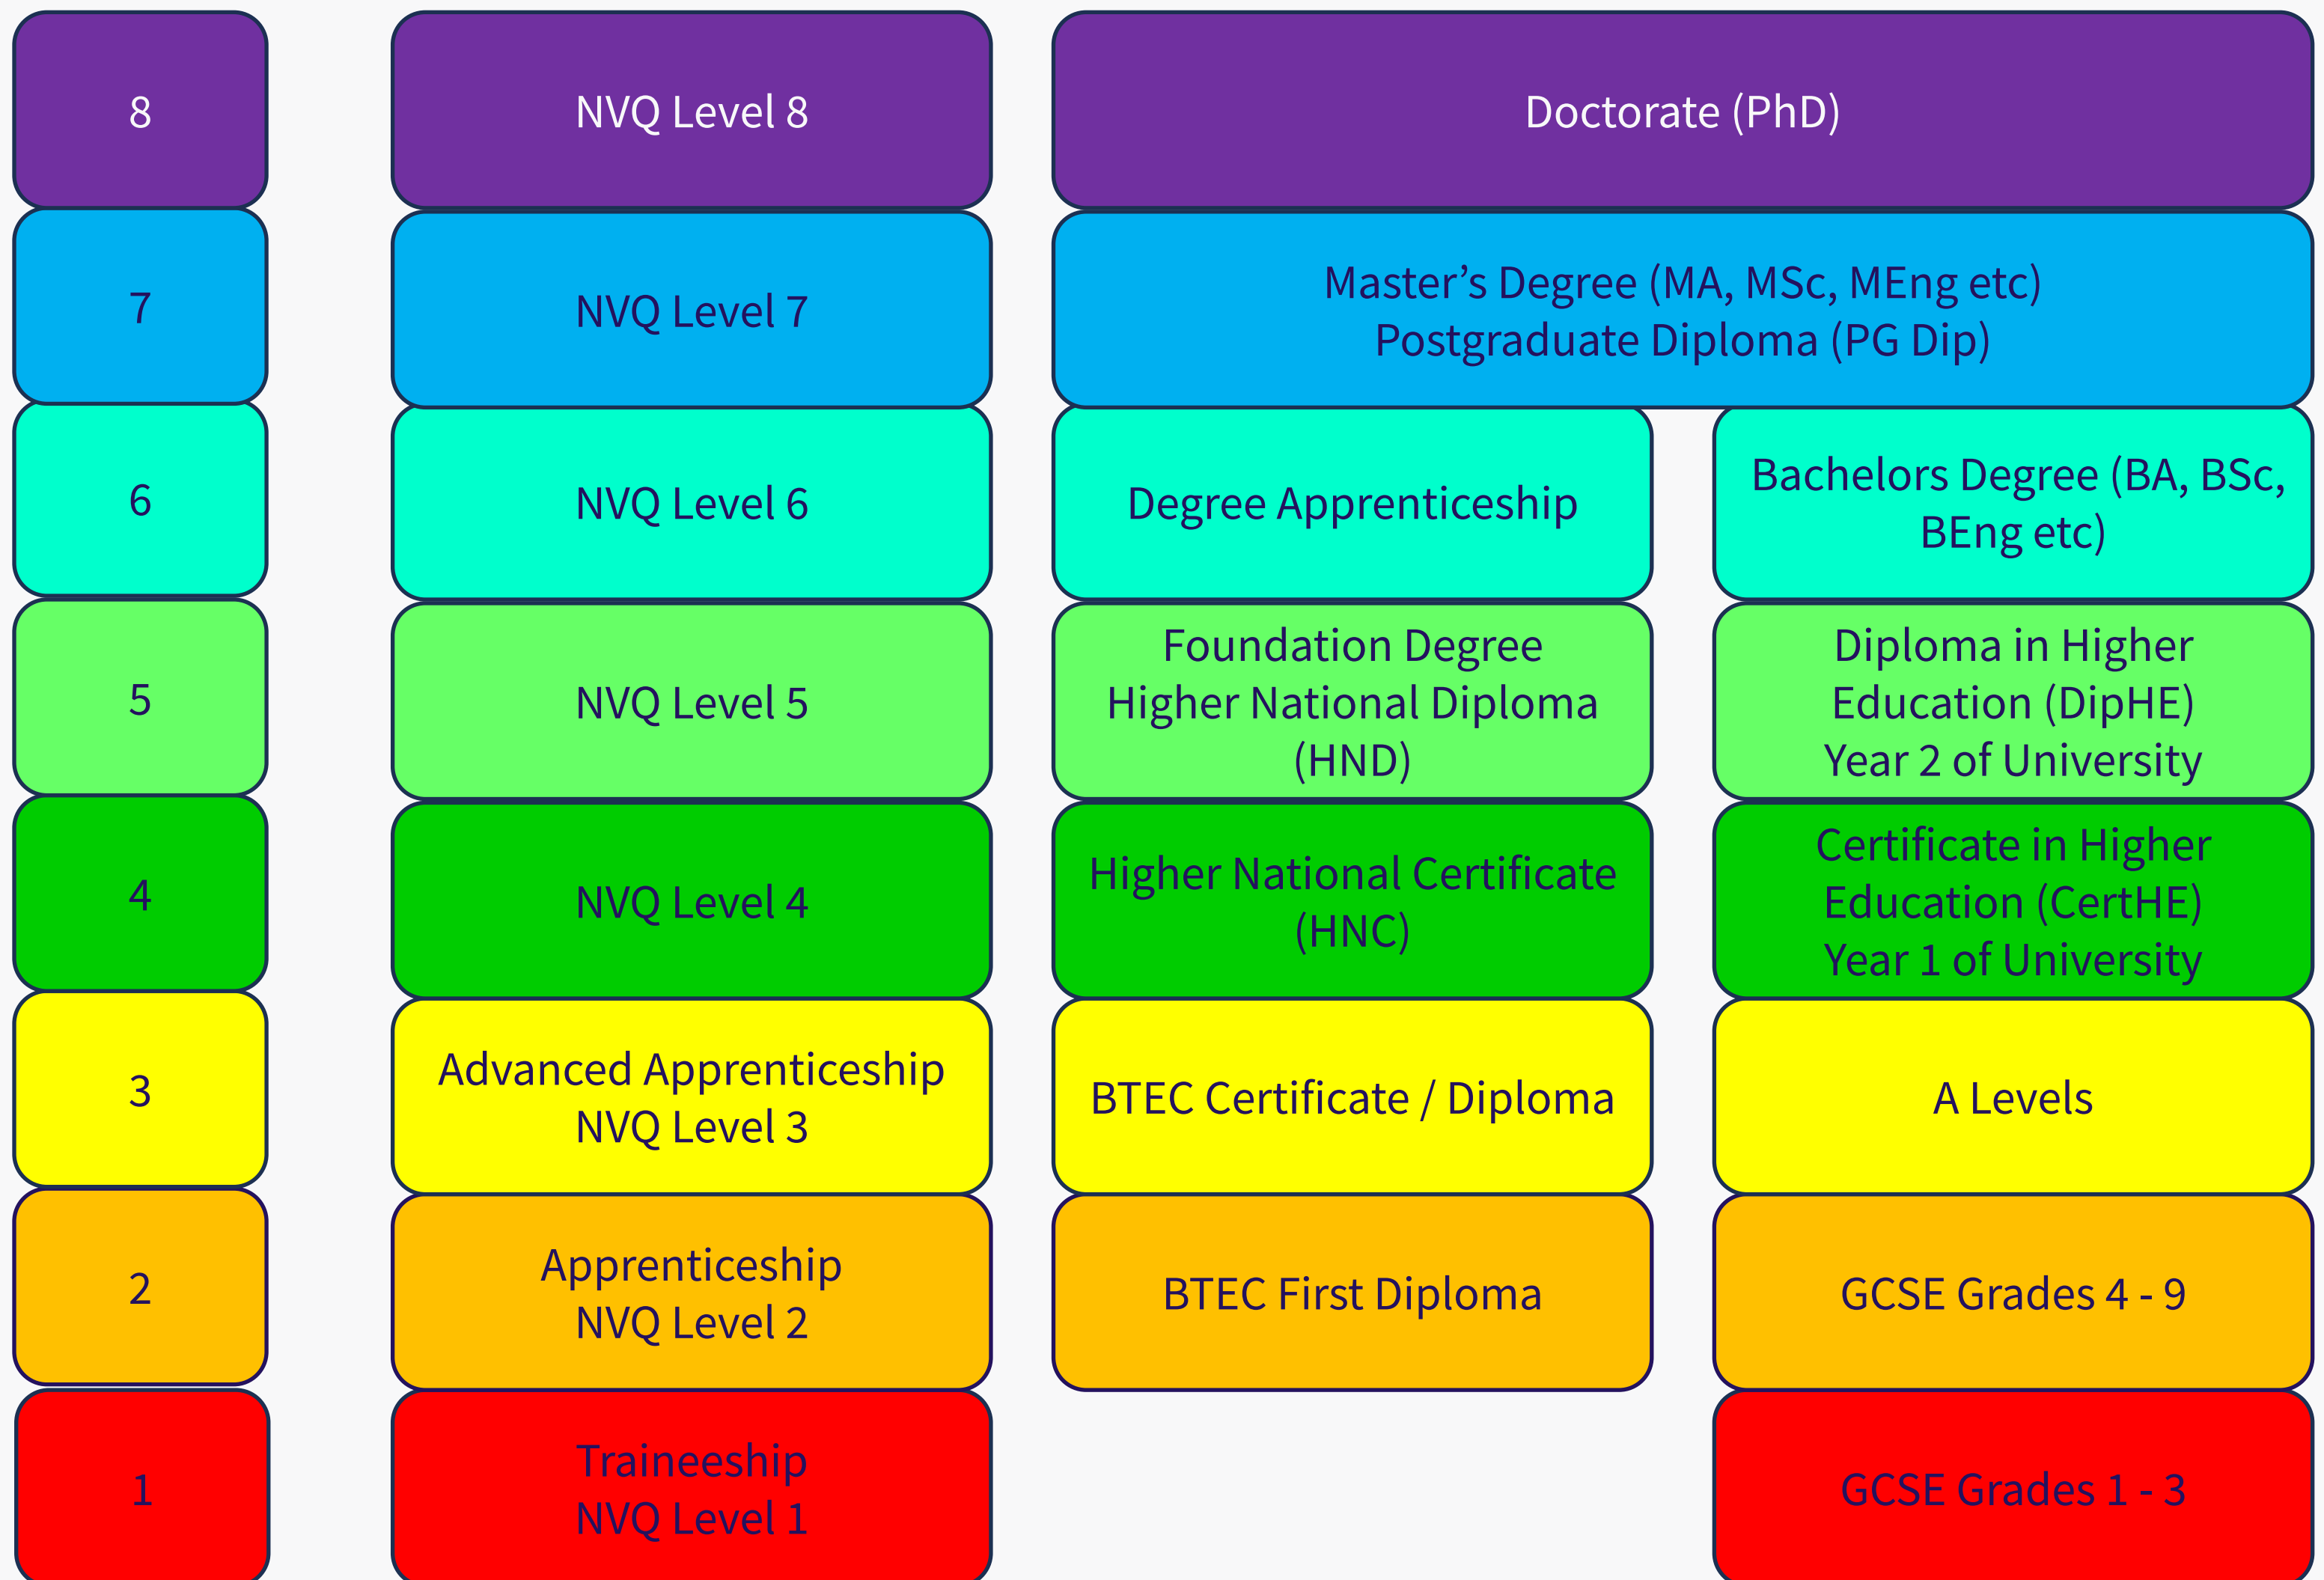 8
NVQ Level 8
Doctorate (PhD)
7
NVQ Level 7
Master’s Degree (MA, MSc, MEng etc)
Postgraduate Diploma (PG Dip)
6
NVQ Level 6
Degree Apprenticeship
Bachelors Degree (BA, BSc,
BEng etc)
5
NVQ Level 5
Foundation Degree
Higher National Diploma
(HND)
Diploma in Higher
Education (DipHE)
Year 2 of University
4
NVQ Level 4
Higher National Certificate
(HNC)
Certificate in Higher
Education (CertHE)
Year 1 of University
3
Advanced Apprenticeship
NVQ Level 3
BTEC Certificate / Diploma
A Levels
2
Apprenticeship
NVQ Level 2
BTEC First Diploma
GCSE Grades 4 - 9
1
Traineeship
NVQ Level 1
GCSE Grades 1 - 3